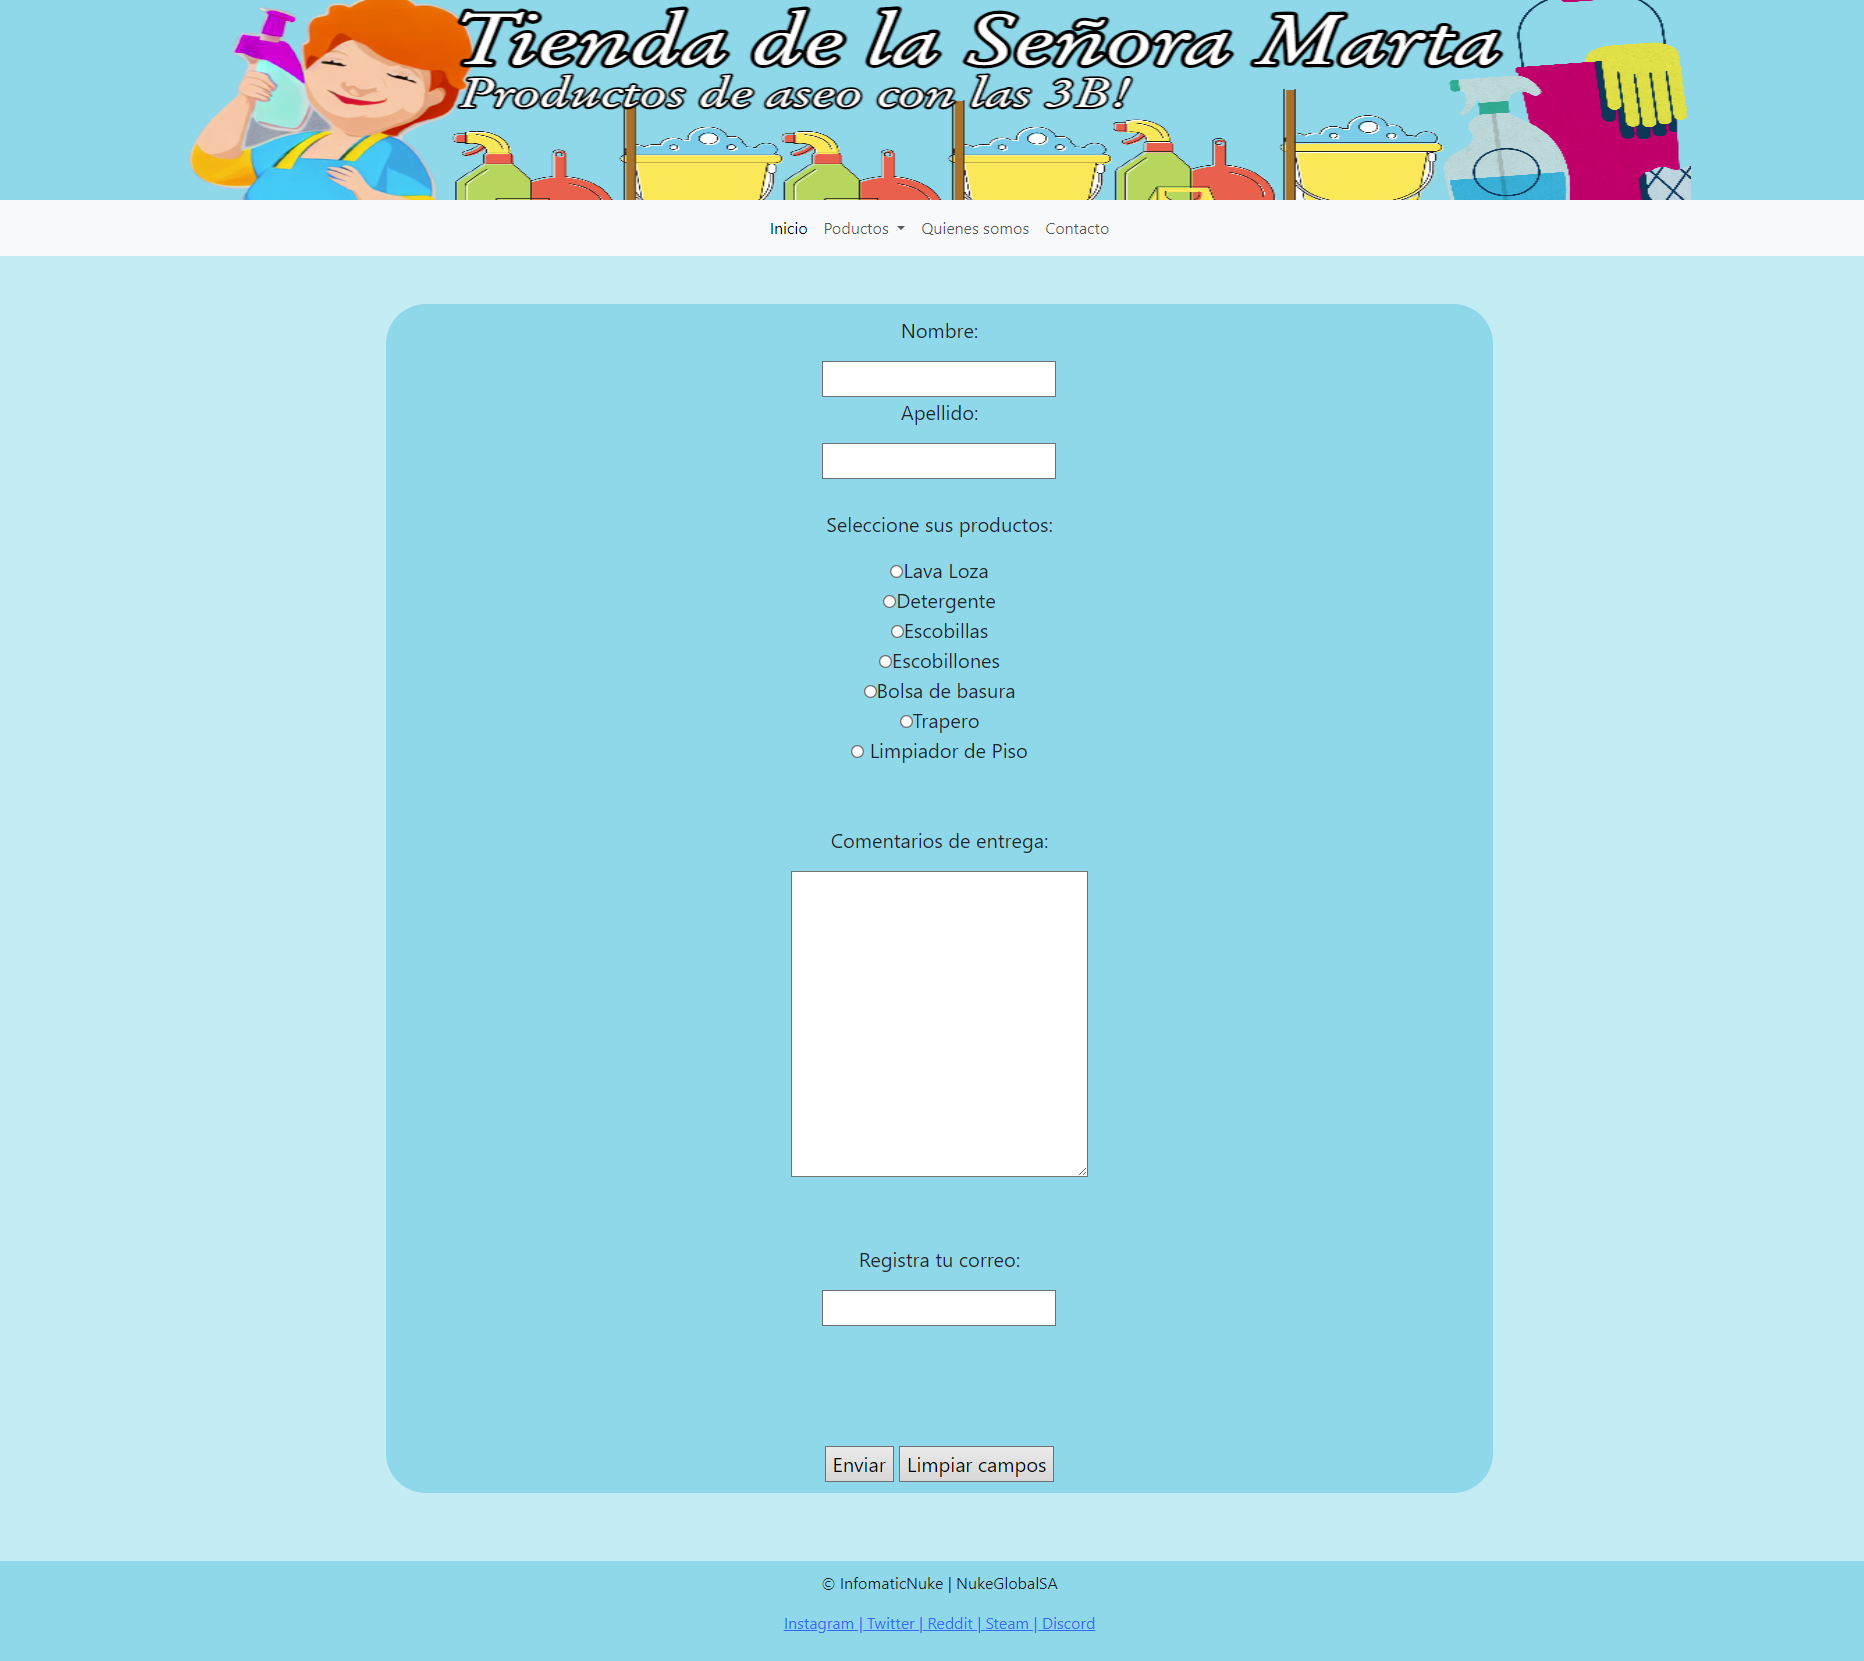 Tienda de la Señora Marta
Productos de aseo con las 3B!
Inicio Poductos Quienes somos Contacto
Nombre:
Apellido:
Seleccione sus productos:
Lava Loza
Detergente
Escobillas
Escobillones
Bolsa de basura
Trapero
Limpiador de Piso
Comentarios de entrega:
Registra tu correo:
Enviar Limpiar campos
© InfomaticNuke | NukeGlobalSA
Instagram | Twitter | Reddit | Steam | Discord